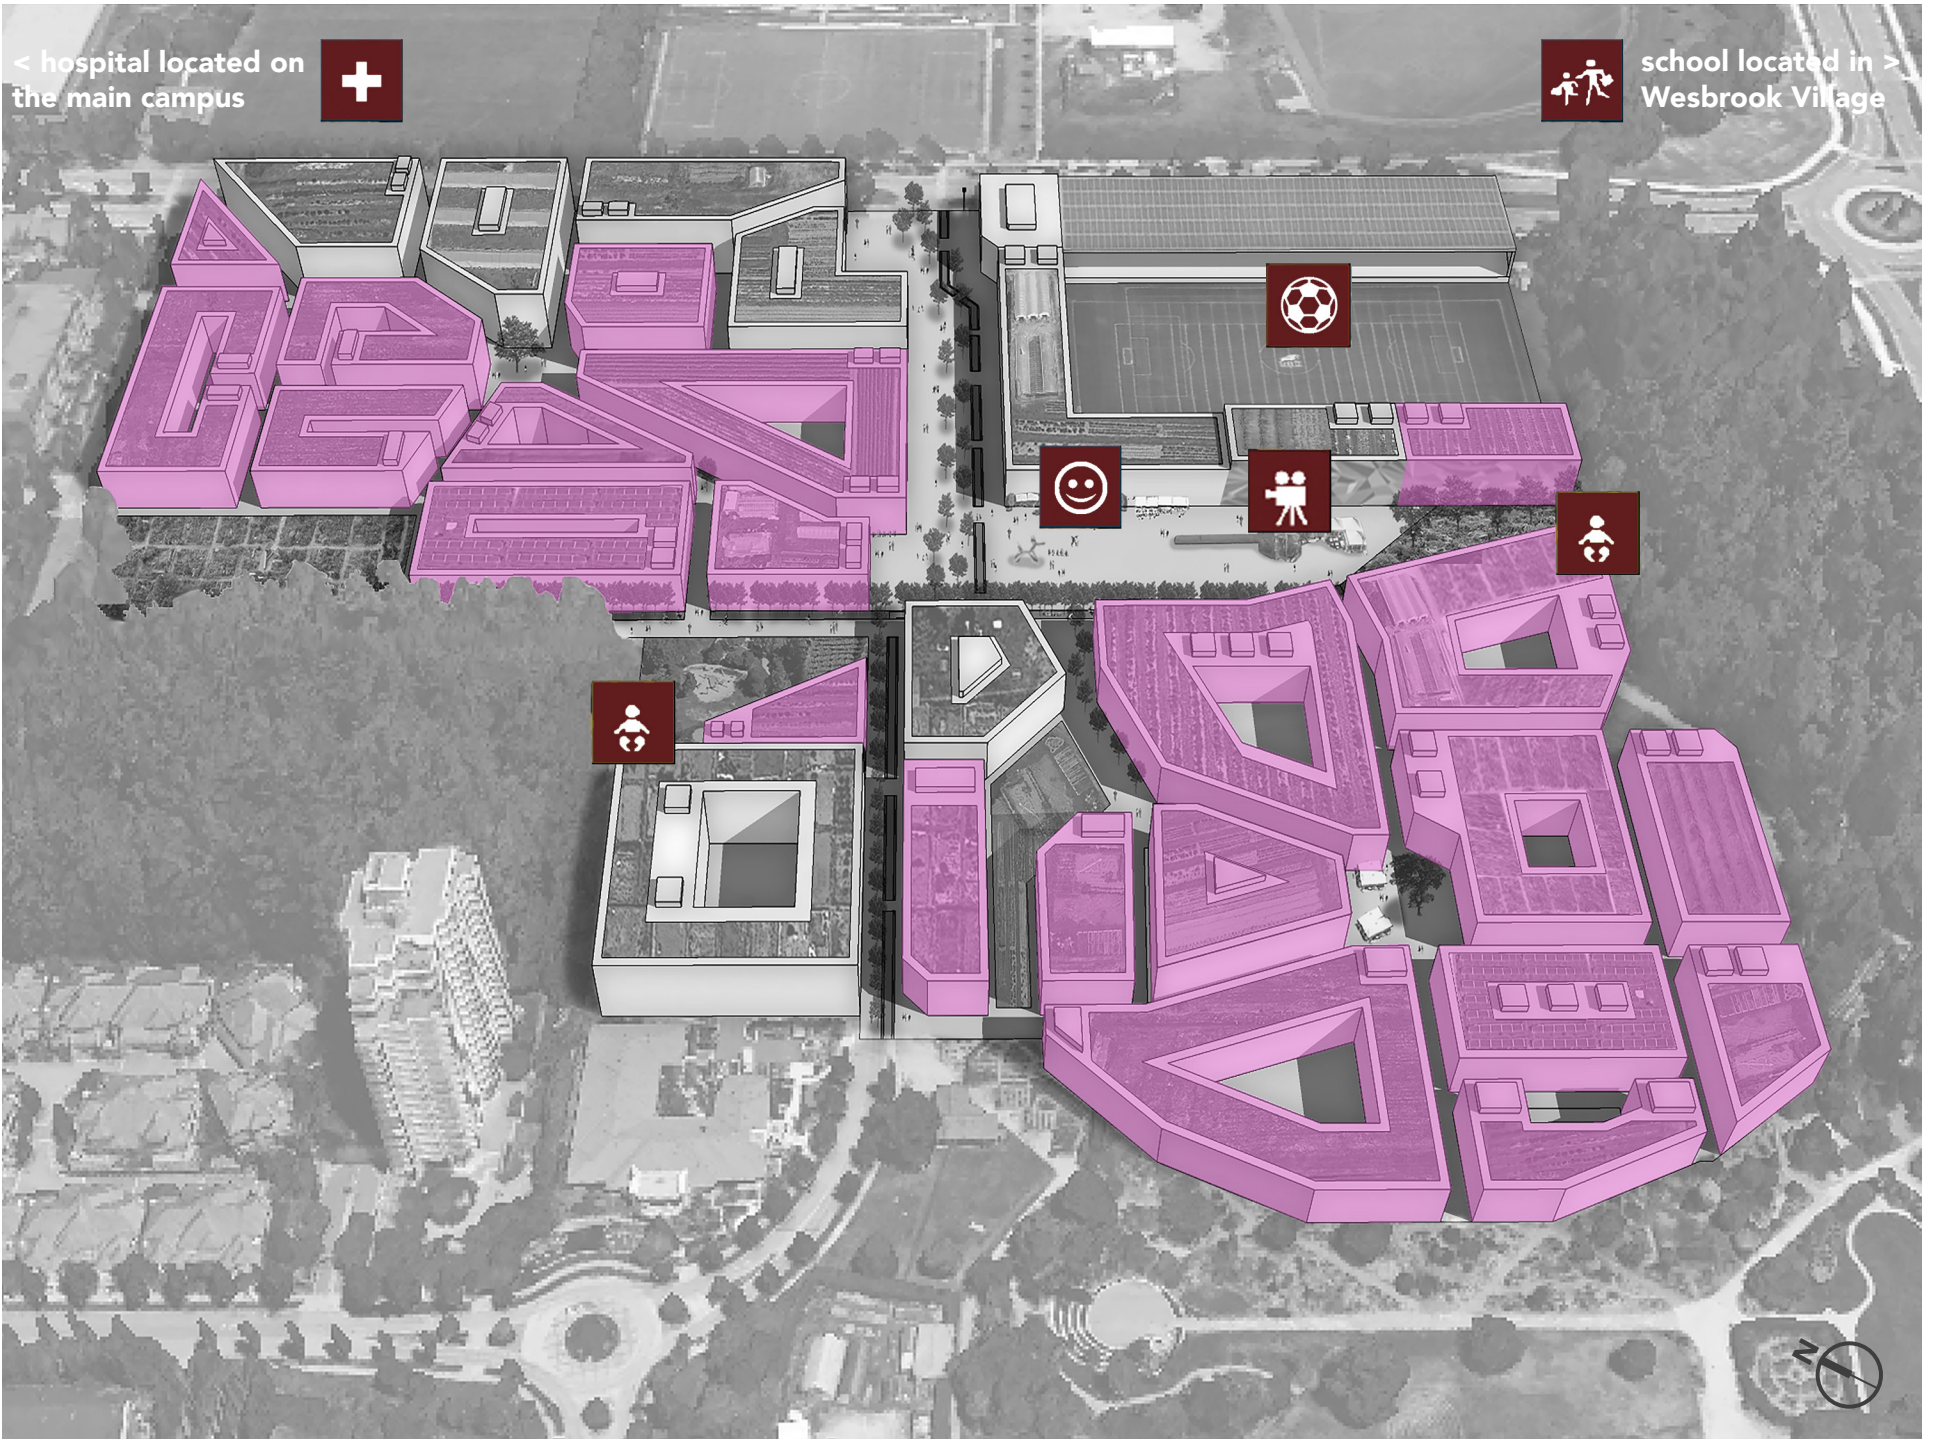 < hospital located on
the main campus
school located in >
Wesbrook Village
N